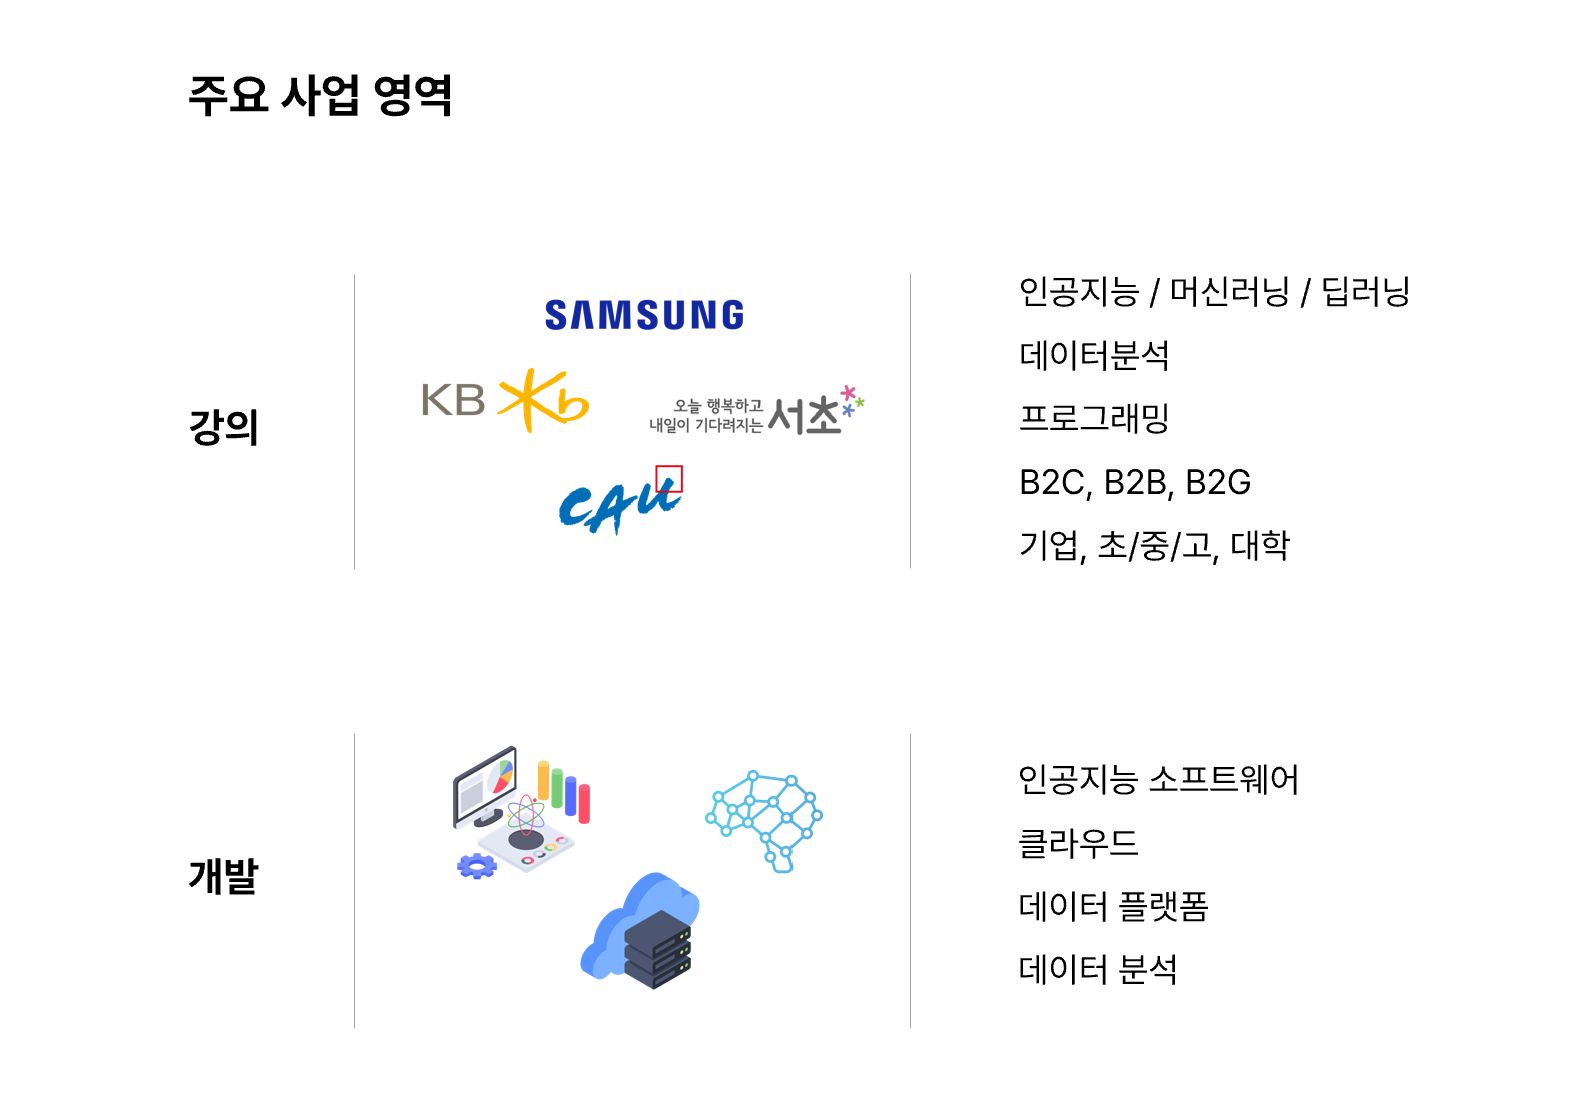 주요 사업 영역
강의
SAMSUNG
KB
오늘 행복하고
내일이 기다려지는 서초
CAU
인공지능 / 머신러닝 / 딥러닝
데이터분석
프로그래밍
B2C, B2B, B2G
기업, 초/중/고, 대학
개발
인공지능 소프트웨어
클라우드
데이터 플랫폼
데이터 분석